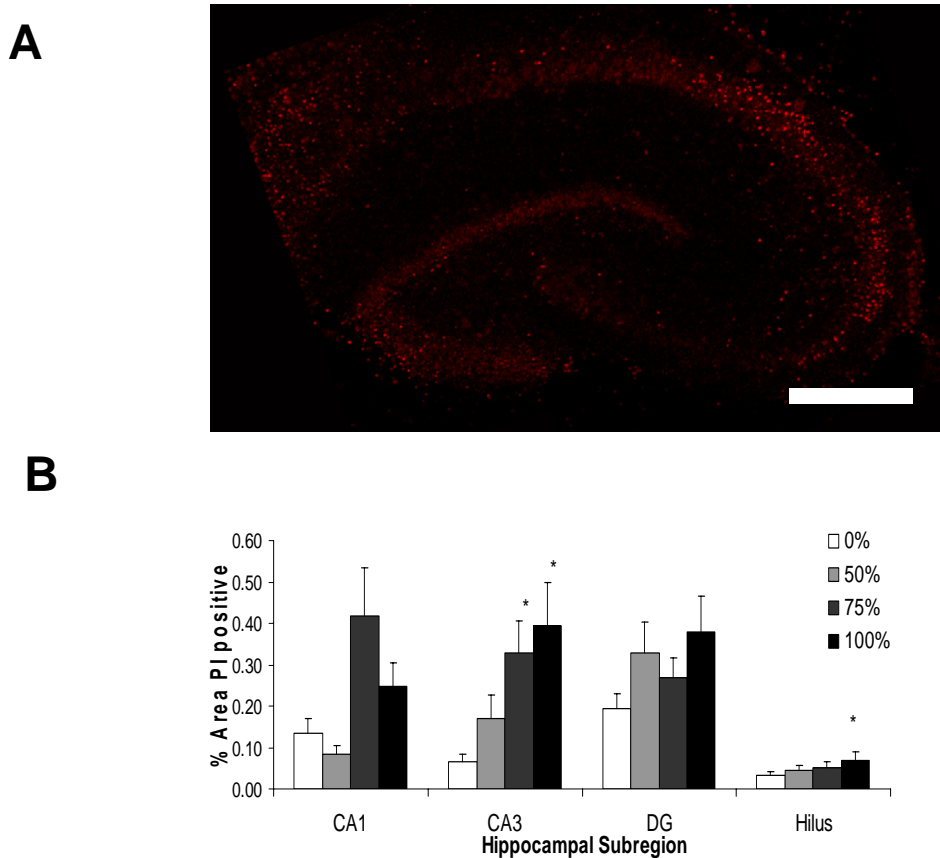 A
B
% Area PI positive
0.60
0.50
0.40
0.30
0.20
0.10
0.00
* * *
0%
50%
75%
100%
CA1 CA3 DG Hilus
Hippocampal Subregion